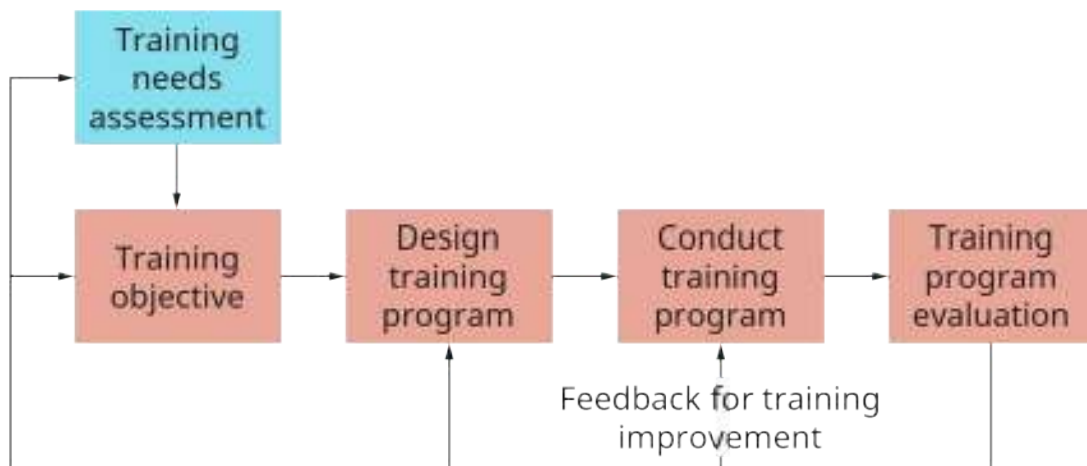 Training
needs
assessment
Training
objective
Design
training
program
Conduct
training
program
Training
program
evaluation
Feedback for training
improvement